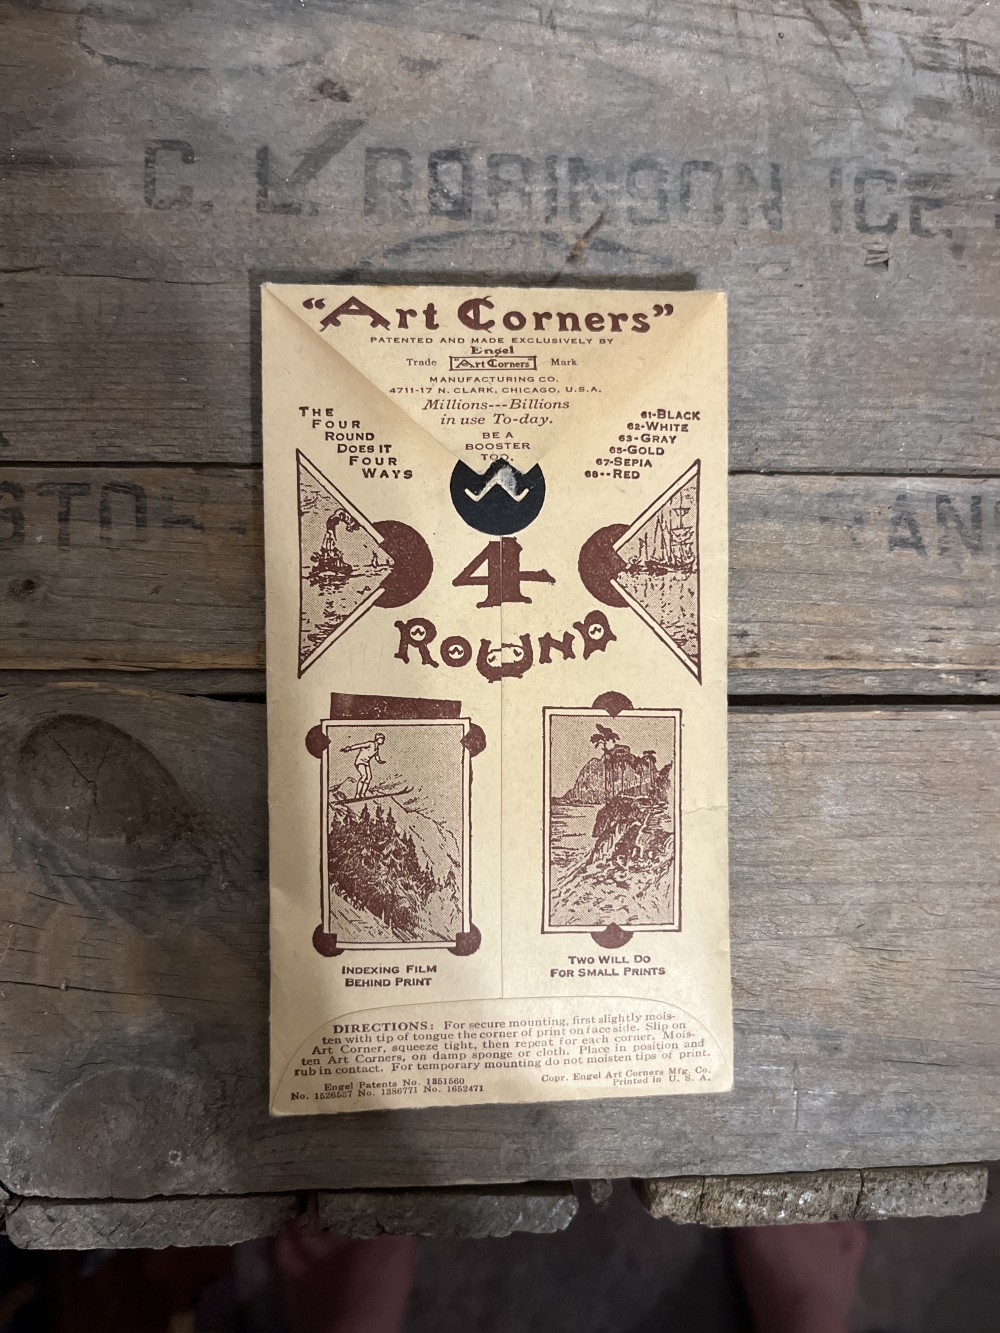 C. L. ROBINSON ICE
"Art Corners"
PATENTED AND MADE EXCLUSIVELY BY
Engel
Trade "Art Corners" Mark
MANUFACTURING CO.
4711-17 N. CLARK, CHICAGO, U.S.A.
Millions---Billions
in use To-day.
BE A
BOOSTER
TOO.
THE
FOUR
ROUND
DOES IT
FOUR
WAYS
61-BLACK
62-WHITE
63-GRAY
65-GOLD
67-SEPIA
68--RED
4
ROUND
INDEXING FILM
BEHIND PRINT
TWO WILL DO
FOR SMALL PRINTS
DIRECTIONS: For secure mounting, first slightly mois-
ten with tip of tongue the corner of print on face side. Slip on
Art Corner, squeeze tight, then repeat for each corner. Mois-
ten Art Corners, on damp sponge or cloth. Place in position and
rub in contact. For temporary mounting do not moisten tips of print.
Engel Patents No. 1351560
No. 1526527 No. 1386771 No. 1652471
Copr. Engel Art Corners Mfg. Co.
Printed in U. S. A.